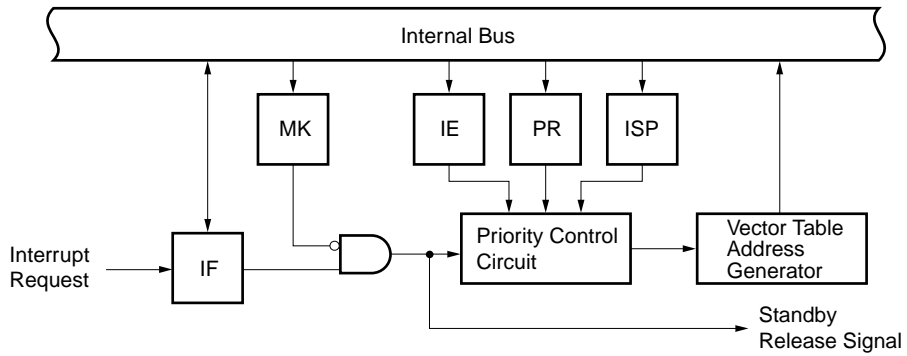 Internal Bus
MK
IE
PR
ISP
Interrupt
Request
IF
Priority Control
Circuit
Vector Table
Address
Generator
Standby
Release Signal